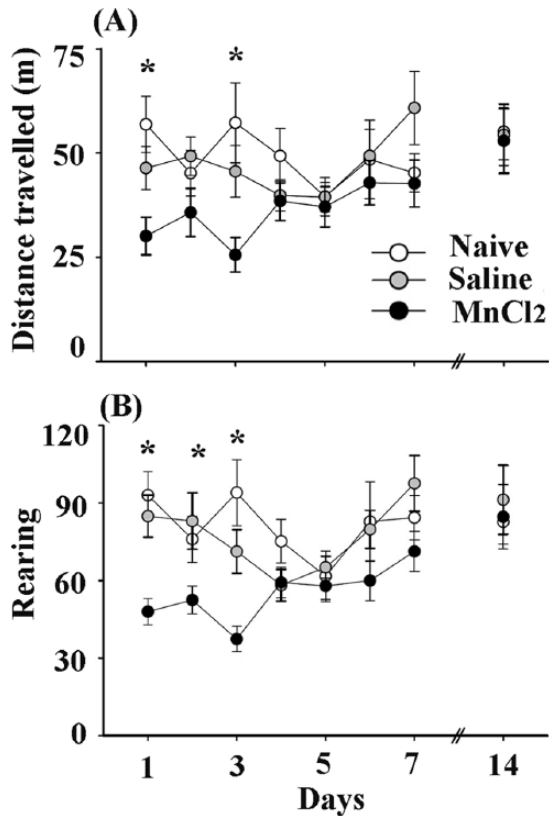 (A)
Distance travelled (m)
75
50
25
0
* *
Naive
Saline
MnCl2
(B)
Rearing
120
90
60
30
0
* * *
1 3 5 7 14
Days